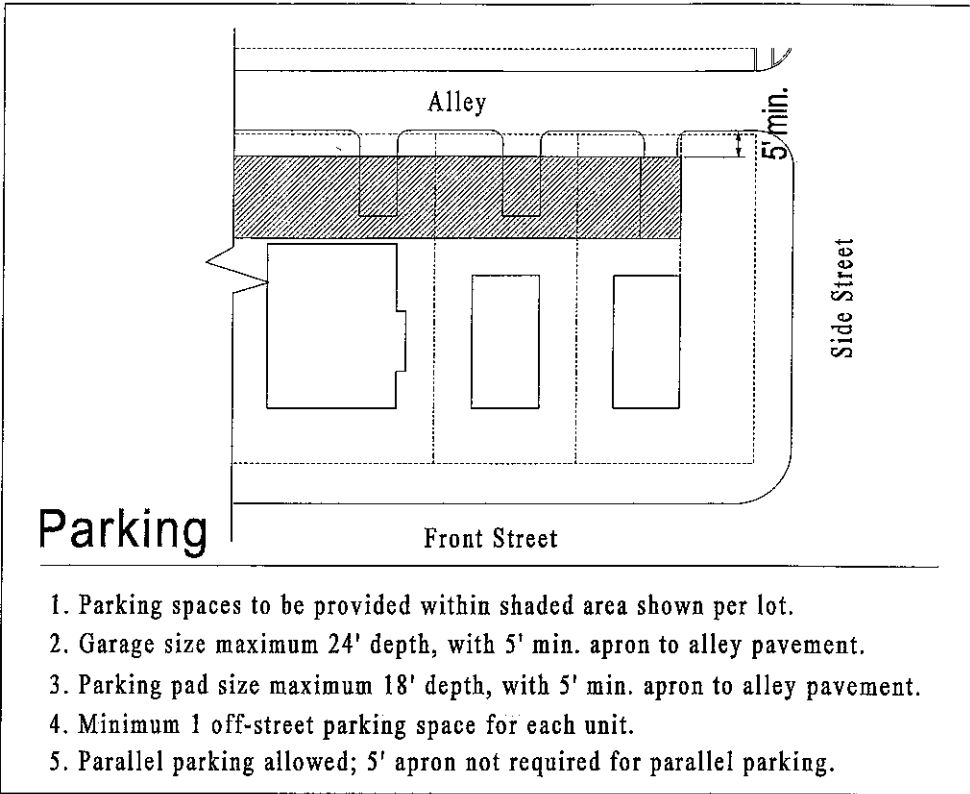 Alley
5' min.
Side Street
Parking
Front Street
1. Parking spaces to be provided within shaded area shown per lot.
2. Garage size maximum 24' depth, with 5' min. apron to alley pavement.
3. Parking pad size maximum 18' depth, with 5' min. apron to alley pavement.
4. Minimum 1 off-street parking space for each unit.
5. Parallel parking allowed; 5' apron not required for parallel parking.